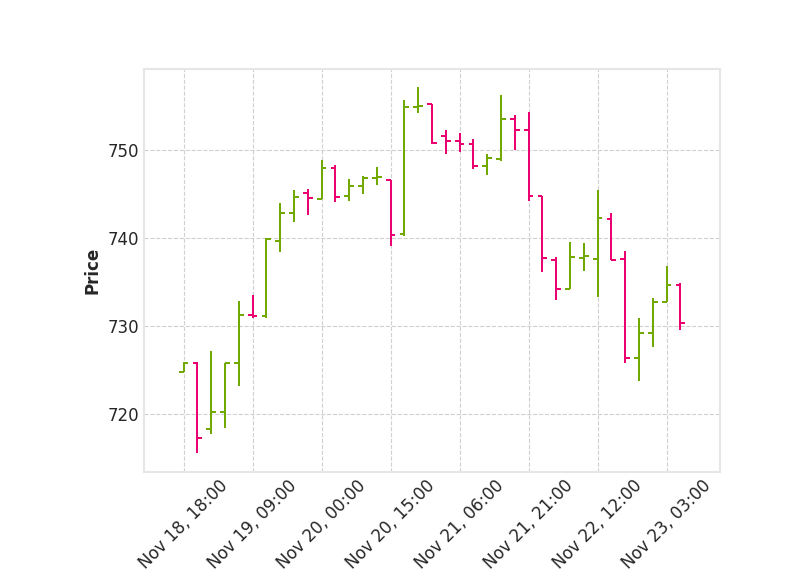 750
740
730
720
Price
Nov 18, 18:00
Nov 19, 09:00
Nov 20, 00:00
Nov 20, 15:00
Nov 21, 06:00
Nov 21, 21:00
Nov 22, 12:00
Nov 23, 03:00